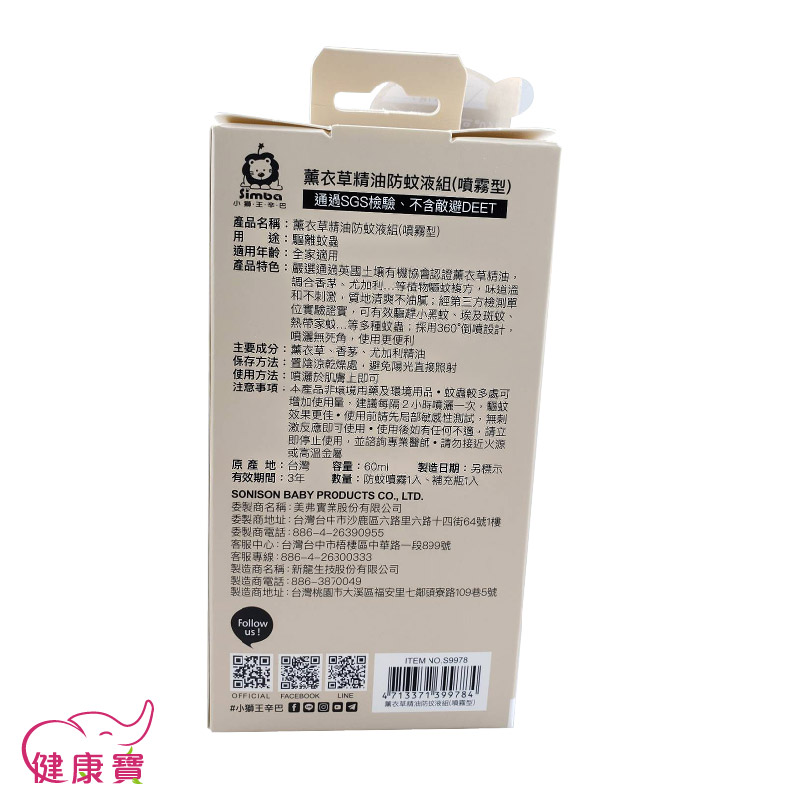 Simba
小獅王辛巴
薰衣草精油防蚊液組(噴霧型)
通過SGS檢驗、不含敵避DEET
產品名稱：薰衣草精油防蚊液組(噴霧型)
用　　途：驅離蚊蟲
適用年齡：全家適用
產品特色：嚴選通過英國土壤有機協會認證薰衣草精油，
調合香茅、尤加利...等植物驅蚊複方，味道溫
和不刺激，質地清爽不油膩；經第三方檢測單
位實驗證實，可有效驅趕小黑蚊、埃及斑蚊、
熱帶家蚊...等多種蚊蟲；採用360°倒噴設計，
噴灑無死角，使用更便利
主要成分：薰衣草、香茅、尤加利精油
保存方法：置陰涼乾燥處，避免陽光直接照射
使用方法：噴灑於肌膚上即可
注意事項：本產品非環境用藥及環境用品•蚊蟲較多處可
增加使用量，建議每隔2小時噴灑一次，驅蚊
效果更佳•使用前請先局部敏感性測試，無刺
激反應即可使用•使用後如有任何不適，請立
即停止使用，並諮詢專業醫師•請勿接近火源
或高溫金屬
原 產 地：台灣　容量：60ml　製造日期：另標示
有效期間：3年　數量：防蚊噴霧1入、補充瓶1入
SONISON BABY PRODUCTS CO., LTD.
委製商名稱：美弗實業股份有限公司
委製商地址：台灣台中市沙鹿區六路里六路十四街64號1樓
委製商電話：886-4-26390955
客服中心：台灣台中市梧棲區中華路一段899號
客服專線：886-4-26300333
製造商名稱：新龍生技股份有限公司
製造商電話：886-3870049
製造商地址：台灣桃園市大溪區福安里七鄰頭寮路109巷5號
Follow
us!
OFFICIAL FACEBOOK LINE
#小獅王辛巴
ITEM NO.S9978
4713371399784
薰衣草精油防蚊液組(噴霧型)
健康寶